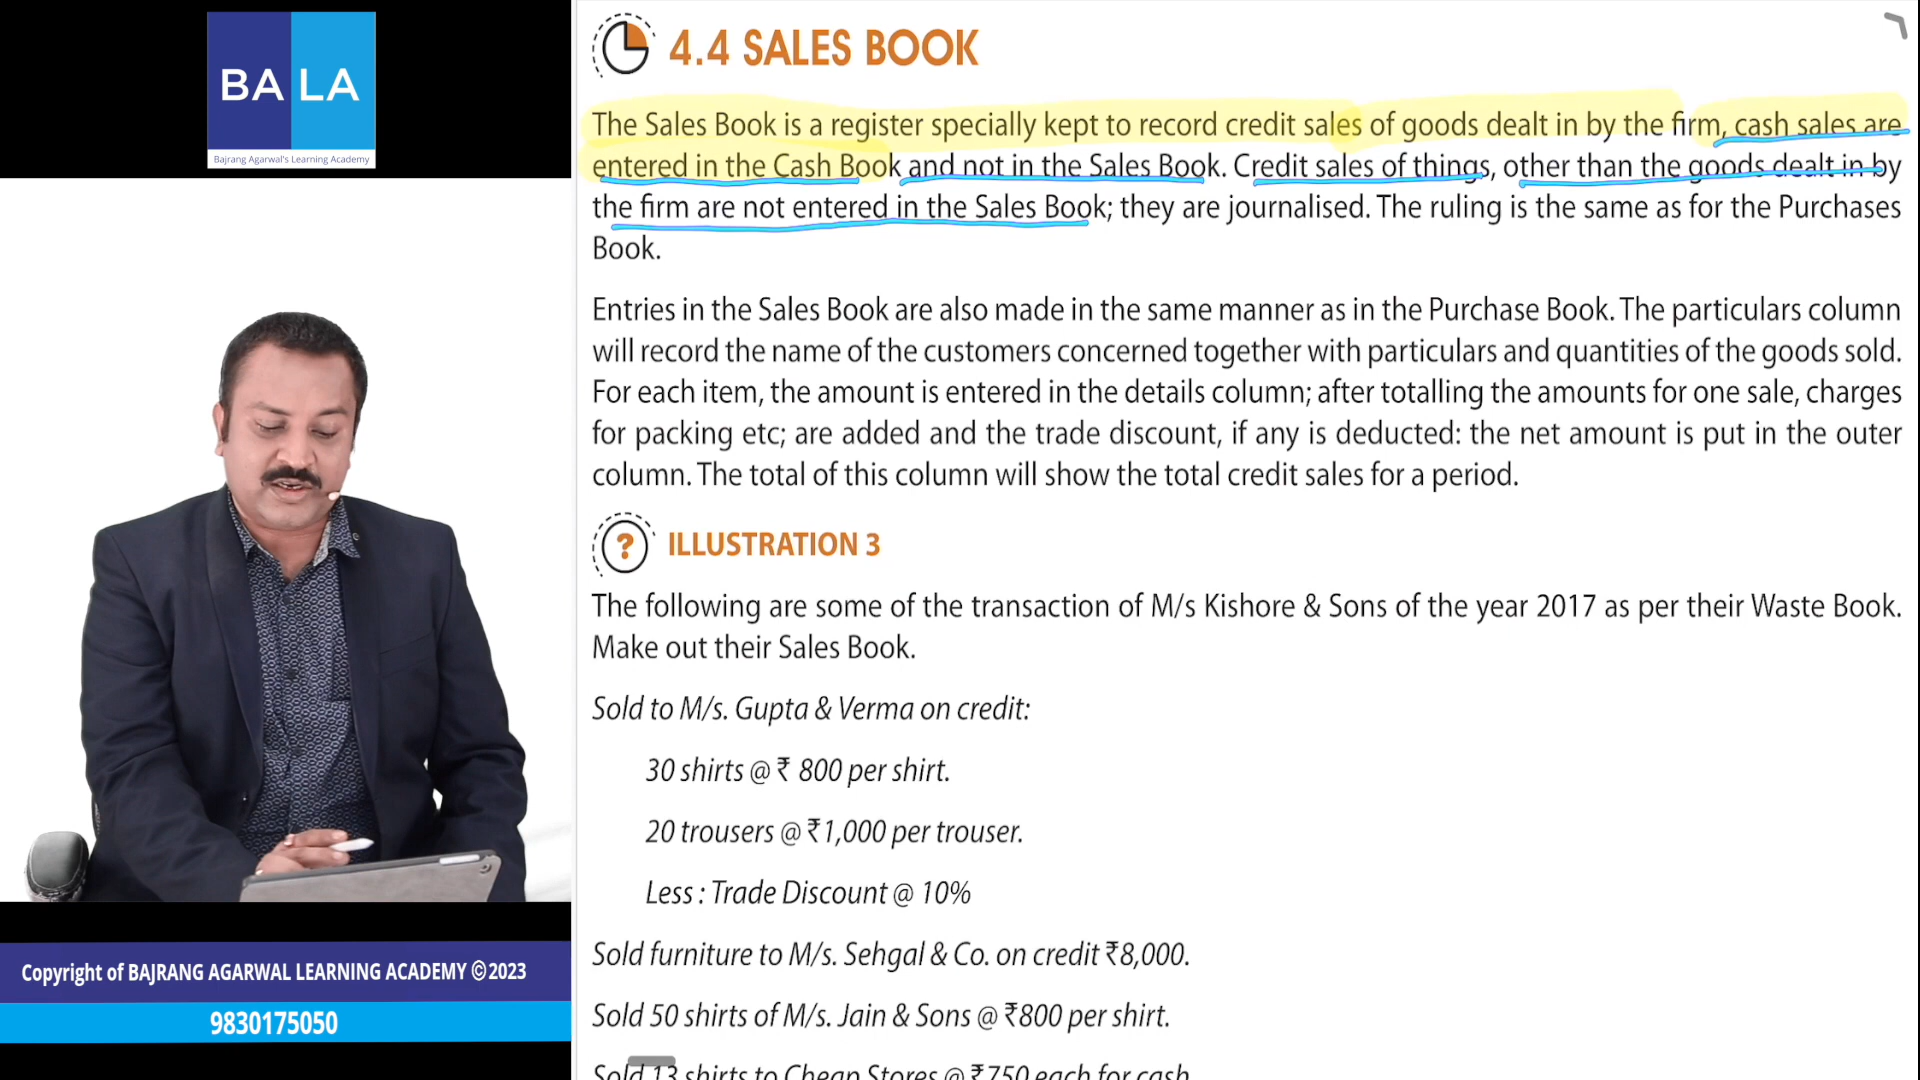 BALA
Bajrang Agarwal's Learning Academy
4.4 SALES BOOK
The Sales Book is a register specially kept to record credit sales of goods dealt in by the firm, cash sales are
entered in the Cash Book and not in the Sales Book. Credit sales of things, other than the goods dealt in by
the firm are not entered in the Sales Book; they are journalised. The ruling is the same as for the Purchases
Book.
Entries in the Sales Book are also made in the same manner as in the Purchase Book. The particulars column
will record the name of the customers concerned together with particulars and quantities of the goods sold.
For each item, the amount is entered in the details column; after totalling the amounts for one sale, charges
for packing etc; are added and the trade discount, if any is deducted: the net amount is put in the outer
column. The total of this column will show the total credit sales for a period.
? ILLUSTRATION 3
The following are some of the transaction of M/s Kishore & Sons of the year 2017 as per their Waste Book.
Make out their Sales Book.
Sold to M/s. Gupta & Verma on credit:
30 shirts @ ₹ 800 per shirt.
20 trousers @ ₹1,000 per trouser.
Less : Trade Discount @ 10%
Sold furniture to M/s. Sehgal & Co. on credit ₹8,000.
Sold 50 shirts of M/s. Jain & Sons @ ₹800 per shirt.
Sold 13 shirts to Cheap Stores @ ₹750 each for cash
Copyright of BAJRANG AGARWAL LEARNING ACADEMY ©2023
9830175050